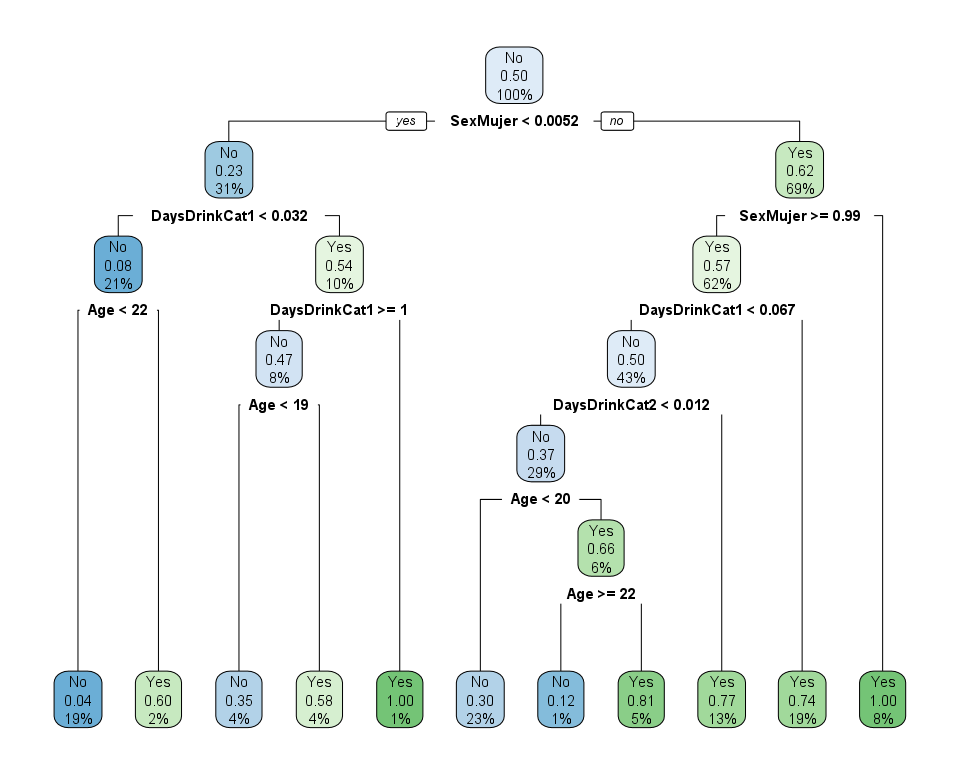 No
0.50
100%
yes SexMujer < 0.0052 no
No
0.23
31%
Yes
0.62
69%
DaysDrinkCat1 < 0.032
SexMujer >= 0.99
No
0.08
21%
Yes
0.54
10%
Yes
0.57
62%
Age < 22
DaysDrinkCat1 >= 1
DaysDrinkCat1 < 0.067
No
0.47
8%
No
0.50
43%
Age < 19
DaysDrinkCat2 < 0.012
No
0.37
29%
Age < 20
Yes
0.66
6%
Age >= 22
No
0.04
19%
Yes
0.60
2%
No
0.35
4%
Yes
0.58
4%
Yes
1.00
1%
No
0.30
23%
No
0.12
1%
Yes
0.81
5%
Yes
0.77
13%
Yes
0.74
19%
Yes
1.00
8%